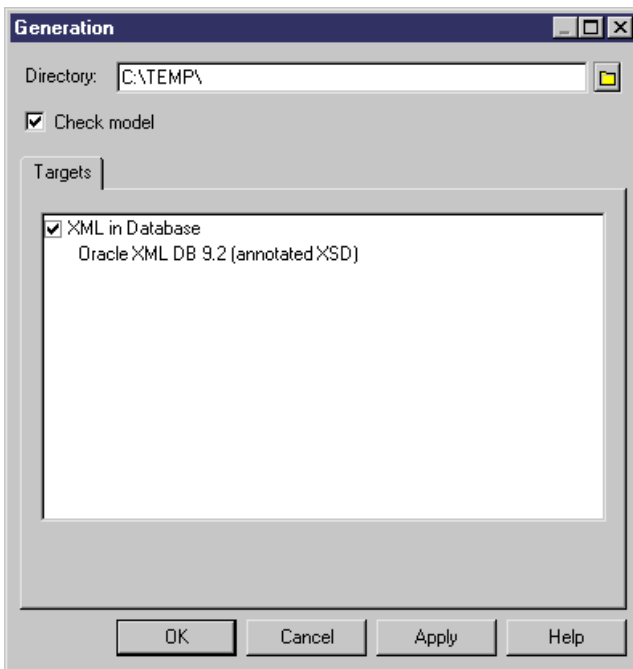 Generation
Directory: C:\TEMP\
Check model
Targets
XML in Database
Oracle XML DB 9.2 (annotated XSD)
OK Cancel Apply Help